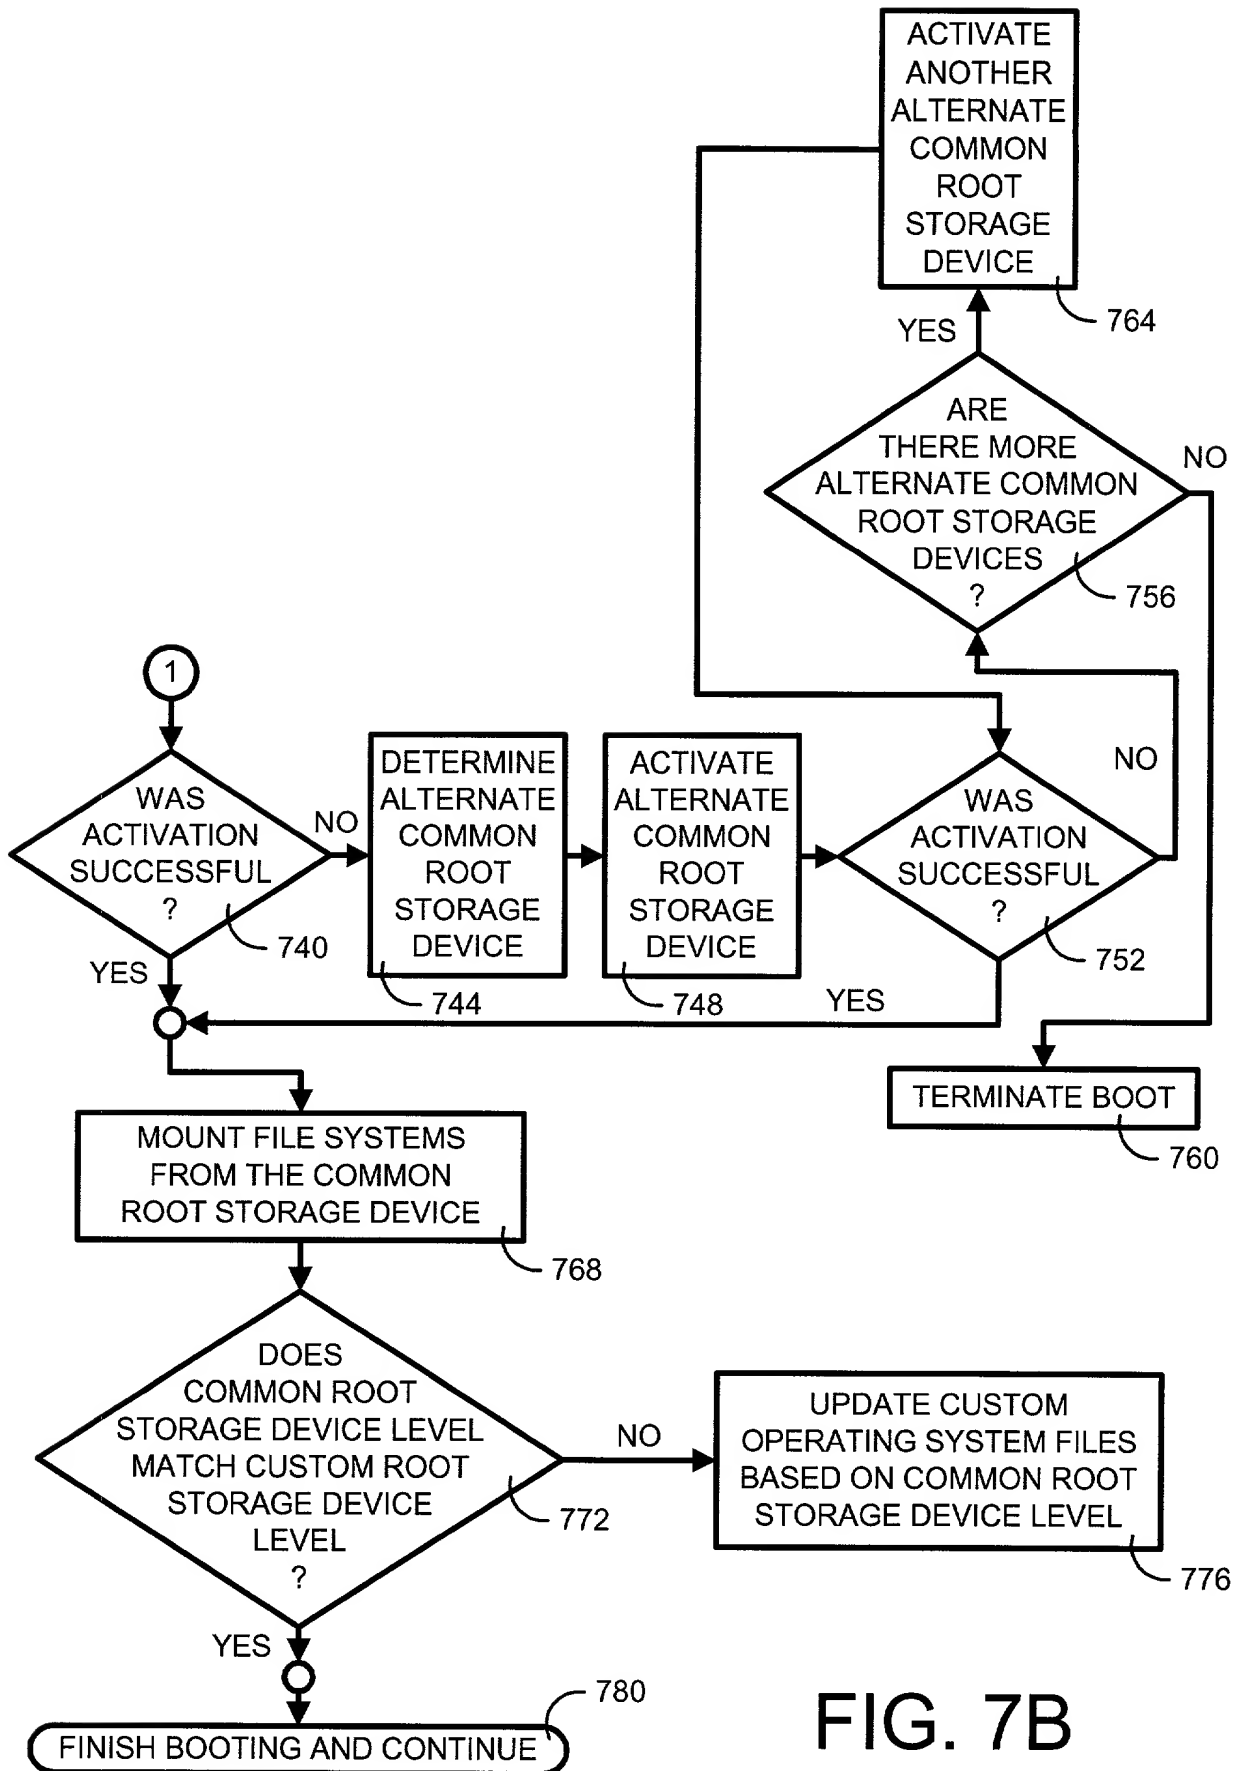 ACTIVATE
ANOTHER
ALTERNATE
COMMON
ROOT
STORAGE
DEVICE
764
YES
ARE
THERE MORE
ALTERNATE COMMON
ROOT STORAGE
DEVICES
?
NO
756
1
WAS
ACTIVATION
SUCCESSFUL
?
NO
740
YES
DETERMINE
ALTERNATE
COMMON
ROOT
STORAGE
DEVICE
744
ACTIVATE
ALTERNATE
COMMON
ROOT
STORAGE
DEVICE
748
WAS
ACTIVATION
SUCCESSFUL
?
NO
752
YES
TERMINATE BOOT
760
MOUNT FILE SYSTEMS
FROM THE COMMON
ROOT STORAGE DEVICE
768
DOES
COMMON ROOT
STORAGE DEVICE LEVEL
MATCH CUSTOM ROOT
STORAGE DEVICE
LEVEL
?
NO
772
UPDATE CUSTOM
OPERATING SYSTEM FILES
BASED ON COMMON ROOT
STORAGE DEVICE LEVEL
776
YES
780
FINISH BOOTING AND CONTINUE
FIG. 7B